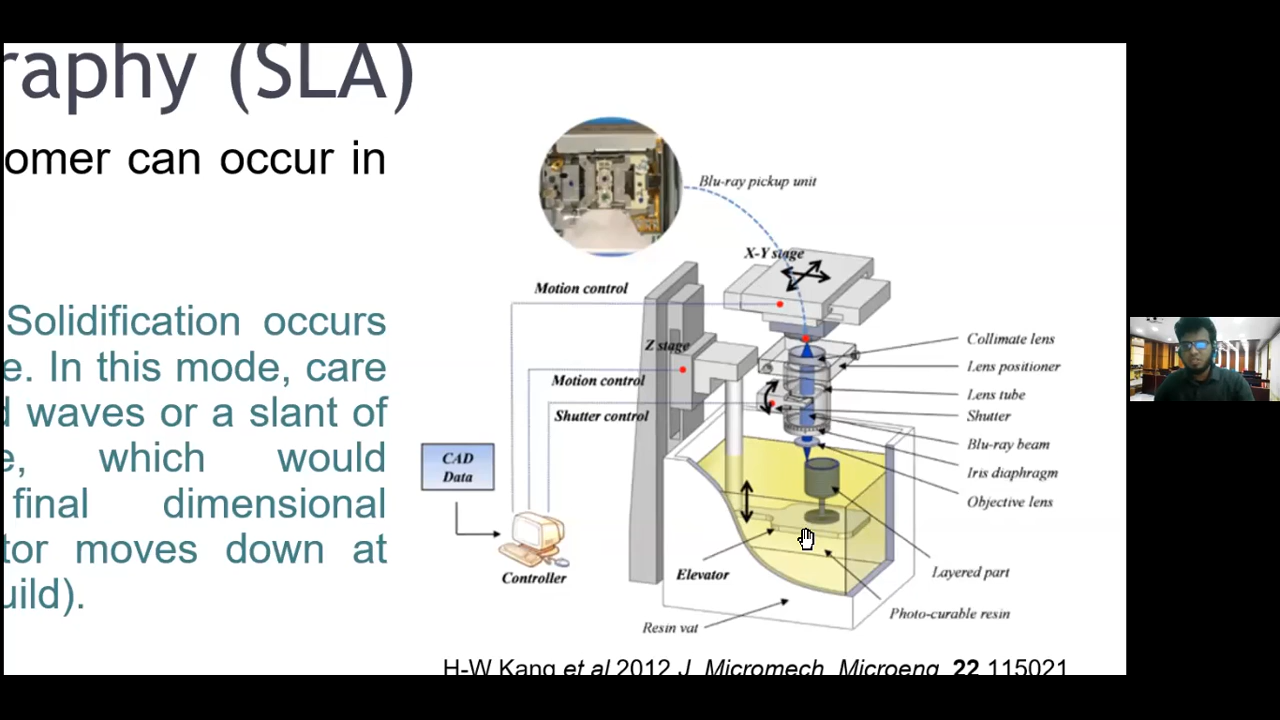 raphy (SLA)
omer can occur in
Solidification occurs
e. In this mode, care
d waves or a slant of
e, which would
final dimensional
tor moves down at
uild).
Blu-ray pickup unit
X-Y stage
Motion control
Z stage
Motion control
Shutter control
CAD
Data
Controller
Collimate lens
Lens positioner
Lens tube
Shutter
Blu-ray beam
Iris diaphragm
Objective lens
Layered part
Photo-curable resin
Elevator
Resin vat
H-W Kang et al 2012 J. Micromech. Microeng. 22 115021